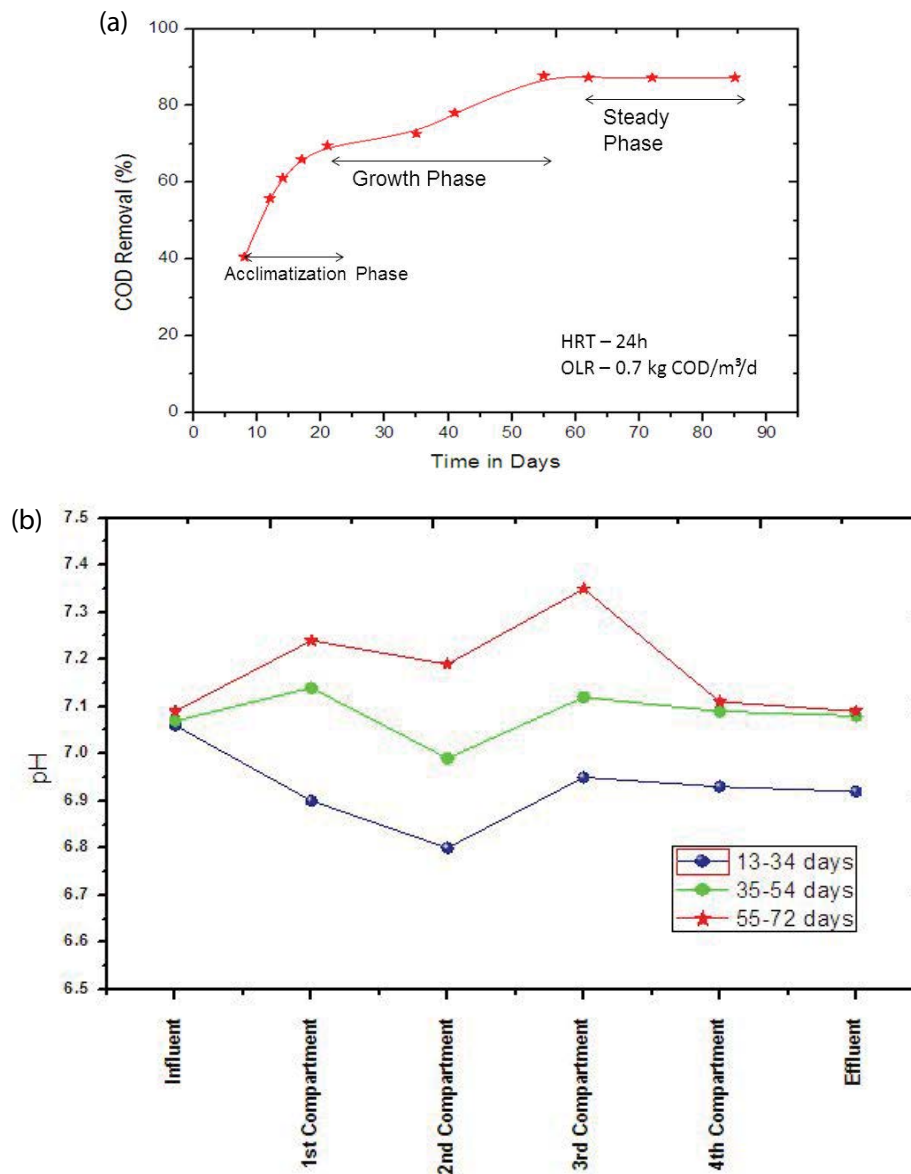 (a)
100
80
60
40
20
0
COD Removal (%)
Steady
Phase
Growth Phase
Acclimatization Phase
HRT – 24h
OLR – 0.7 kg COD/m³/d
0 10 20 30 40 50 60 70 80 90
Time in Days
(b)
7.5
7.4
7.3
7.2
7.1
7.0
6.9
6.8
6.7
6.6
6.5
pH
13-34 days
35-54 days
55-72 days
Influent
1st Compartment
2nd Compartment
3rd Compartment
4th Compartment
Effluent